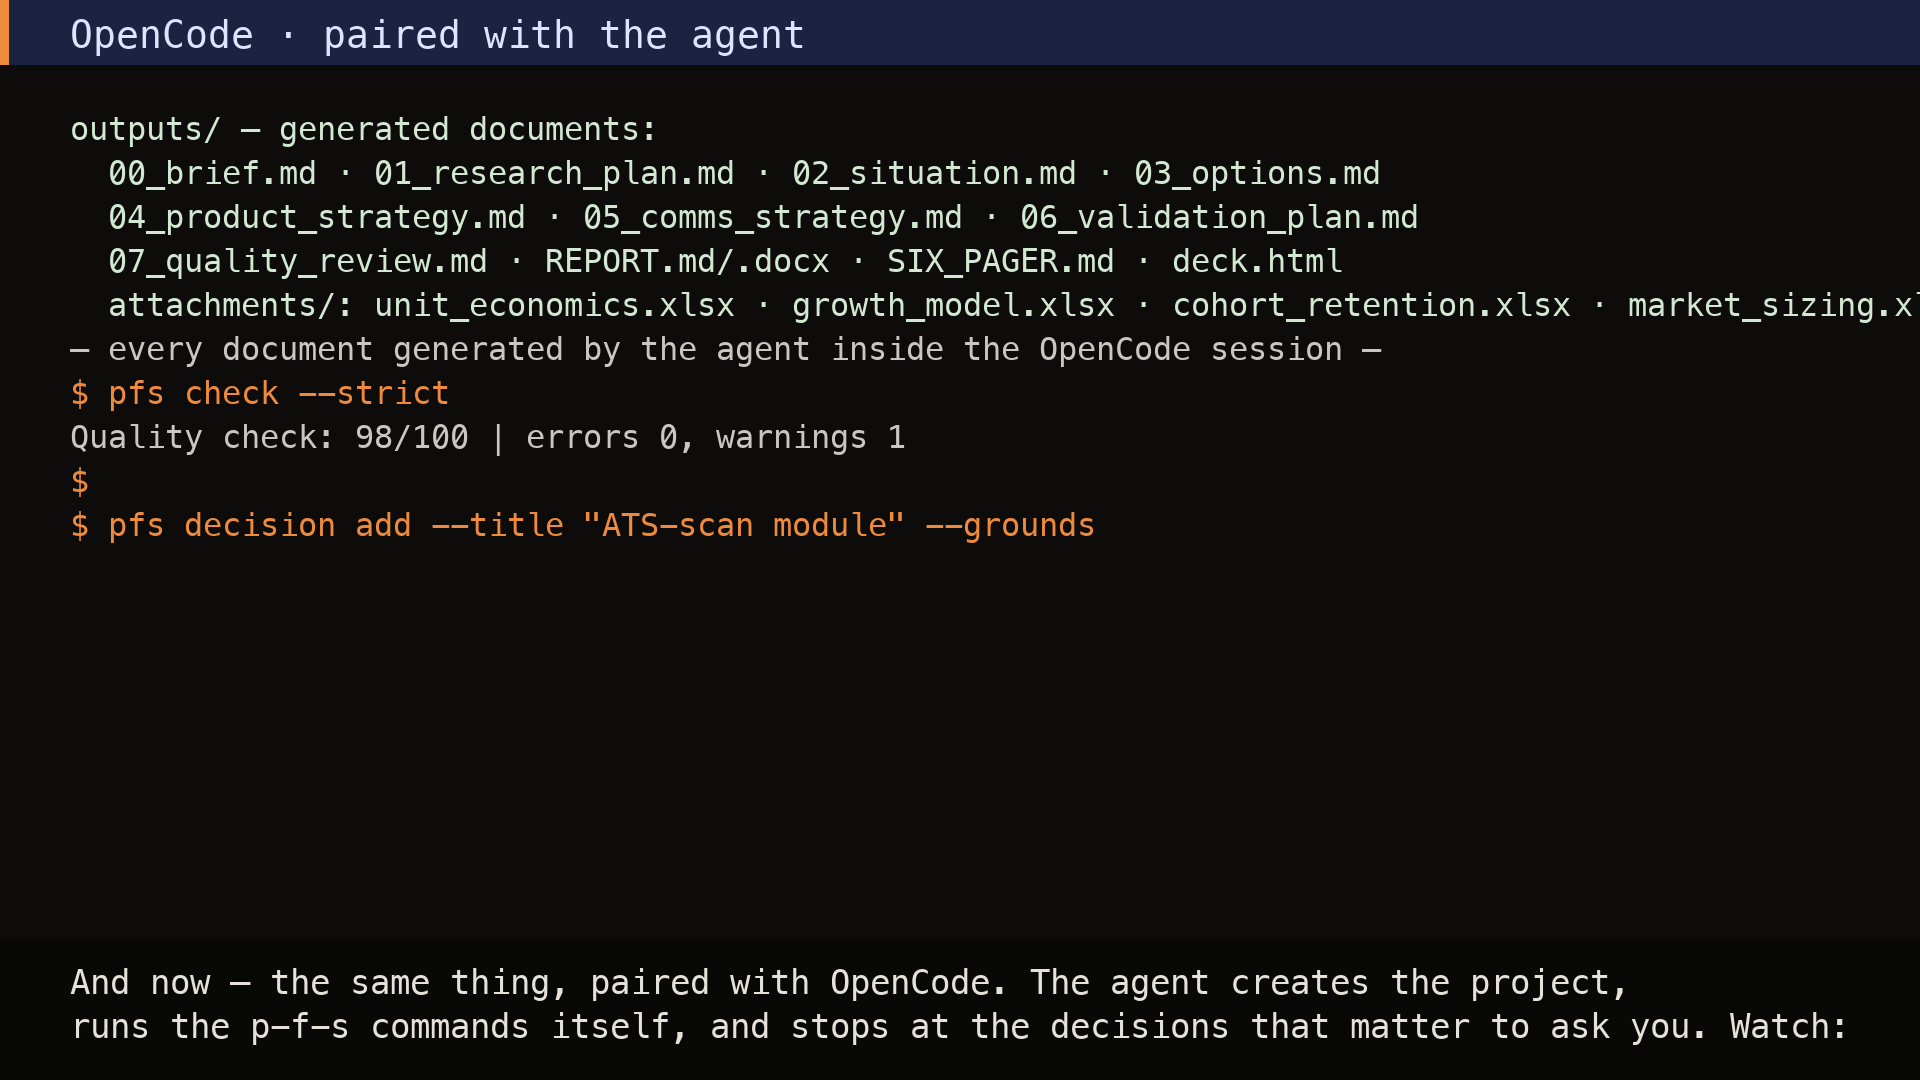 OpenCode · paired with the agent
outputs/ — generated documents:
00_brief.md · 01_research_plan.md · 02_situation.md · 03_options.md
04_product_strategy.md · 05_comms_strategy.md · 06_validation_plan.md
07_quality_review.md · REPORT.md/.docx · SIX_PAGER.md · deck.html
attachments/: unit_economics.xlsx · growth_model.xlsx · cohort_retention.xlsx · market_sizing.xl
— every document generated by the agent inside the OpenCode session —
$ pfs check --strict
Quality check: 98/100 | errors 0, warnings 1
$
$ pfs decision add --title "ATS-scan module" --grounds
And now — the same thing, paired with OpenCode. The agent creates the project,
runs the p-f-s commands itself, and stops at the decisions that matter to ask you. Watch: